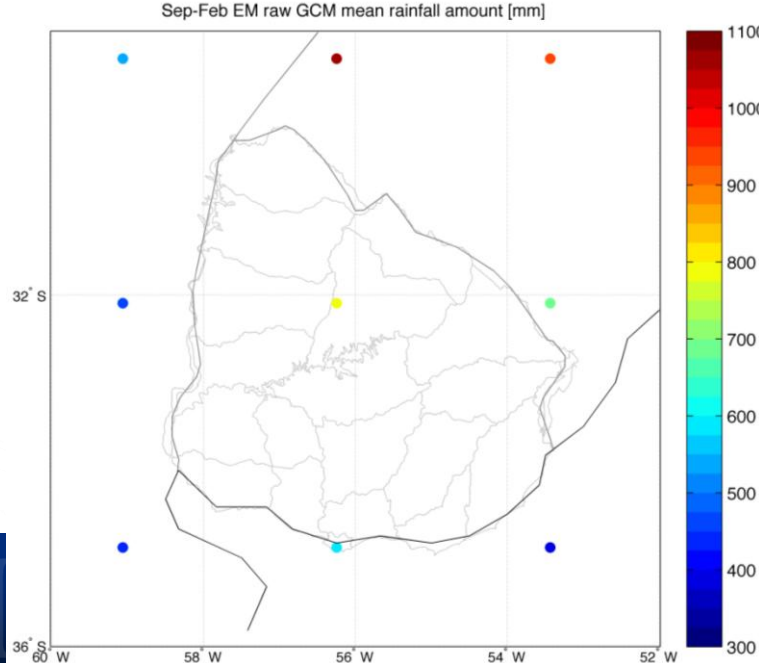 Sep-Feb EM raw GCM mean rainfall amount [mm]
1100
1000
900
800
700
600
500
400
300
32° S
36° S
60° W
58° W
56° W
54° W
52° W